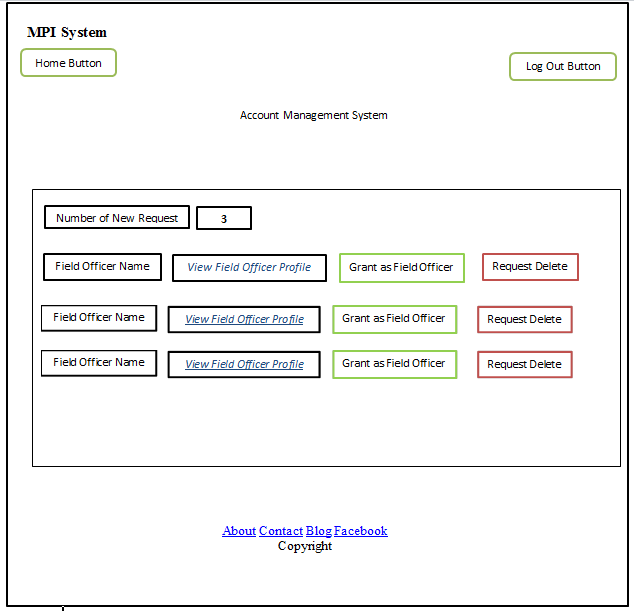 MPI System
Home Button
Log Out Button
Account Management System
Number of New Request 3
Field Officer Name View Field Officer Profile Grant as Field Officer Request Delete
Field Officer Name View Field Officer Profile Grant as Field Officer Request Delete
Field Officer Name View Field Officer Profile Grant as Field Officer Request Delete
About Contact Blog Facebook
Copyright